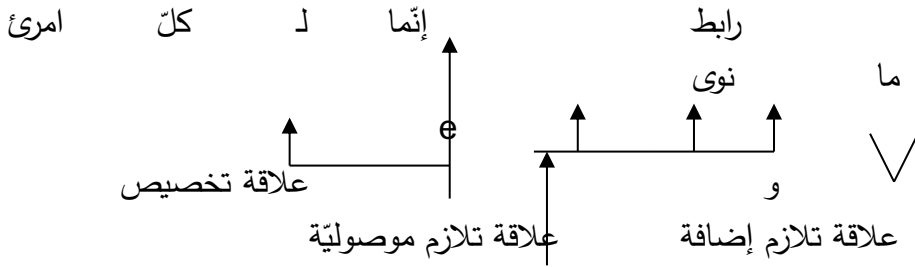 رابط إنّما لـ كلّ امرئ
ما نوى
e
و علاقة تخصيص
علاقة تلازم إضافة علاقة تلازم موصوليّة